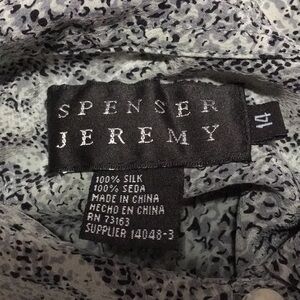 SPENSER
JEREMY
14
100% SILK
100% SEDA
MADE IN CHINA
HECHO EN CHINA
RN 73163
SUPPLIER 14048-3